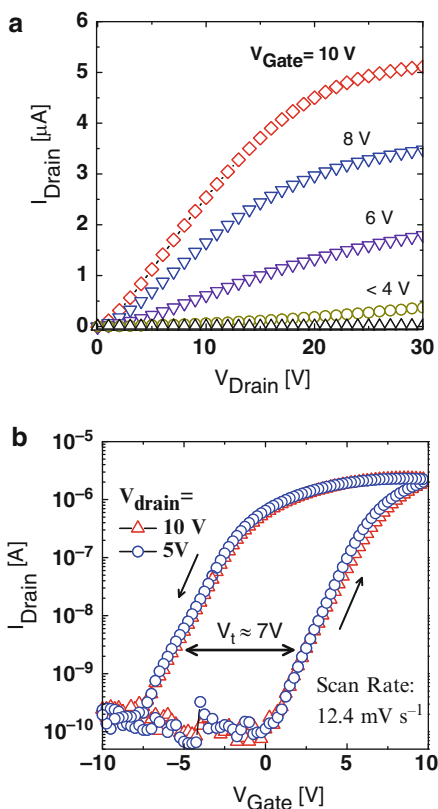 a
V_Gate= 10 V
8 V
6 V
< 4 V
I_Drain [µA]
6
5
4
3
2
1
0
0
10
20
30
V_Drain [V]
b
10^-5
10^-6
10^-7
10^-8
10^-9
10^-10
I_Drain [A]
V_drain=
10 V
5V
V_t ≈ 7V
Scan Rate:
12.4 mV s^-1
−10
−5
0
5
10
V_Gate [V]